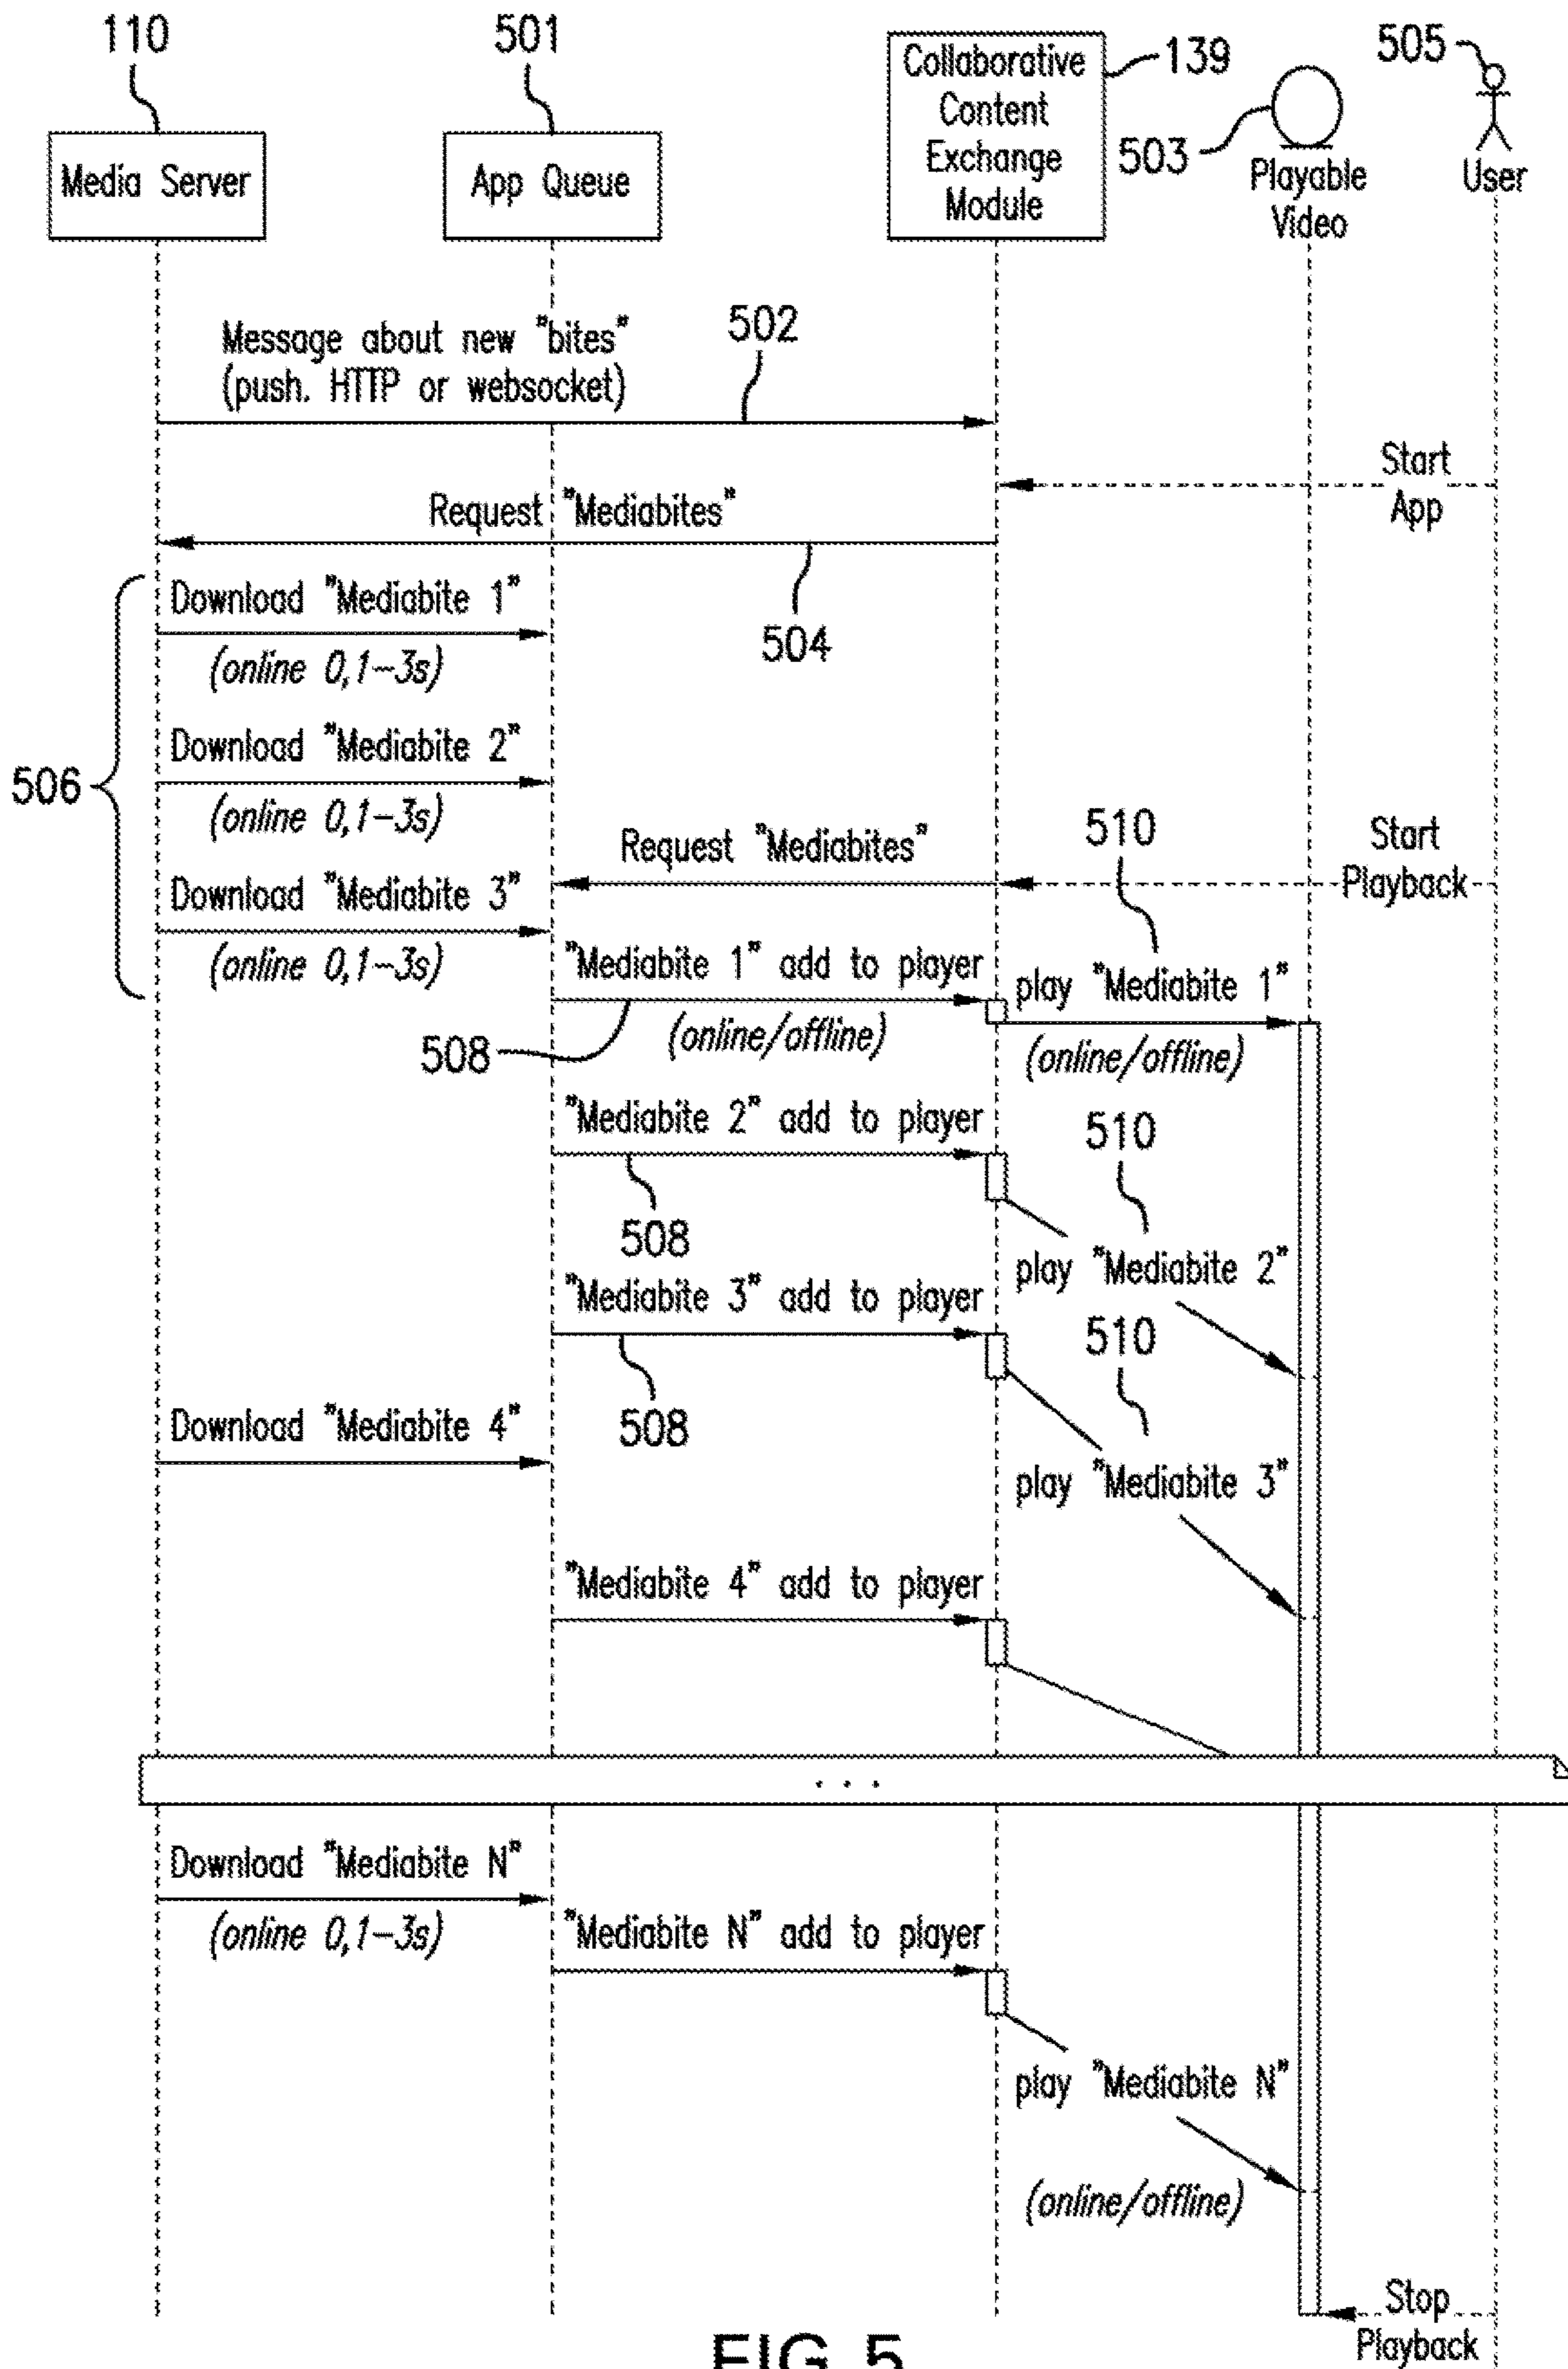 110
501
505
Collaborative
Content
Exchange
Module
139
503
Media Server
App Queue
Playable
Video
User
Message about new "bites"
(push. HTTP or websocket)
502
Start
App
Request "Mediabites"
504
Download "Mediabite 1"
(online 0,1-3s)
506
Download "Mediabite 2"
(online 0,1-3s)
Request "Mediabites"
510
Start
Playback
Download "Mediabite 3"
(online 0,1-3s)
"Mediabite 1" add to player
(online/offline)
508
play "Mediabite 1"
(online/offline)
"Mediabite 2" add to player
508
510
play "Mediabite 2"
"Mediabite 3" add to player
508
510
play "Mediabite 3"
Download "Mediabite 4"
"Mediabite 4" add to player
. . .
Download "Mediabite N"
(online 0,1-3s)
"Mediabite N" add to player
play "Mediabite N"
(online/offline)
Stop
Playback
FIG 5